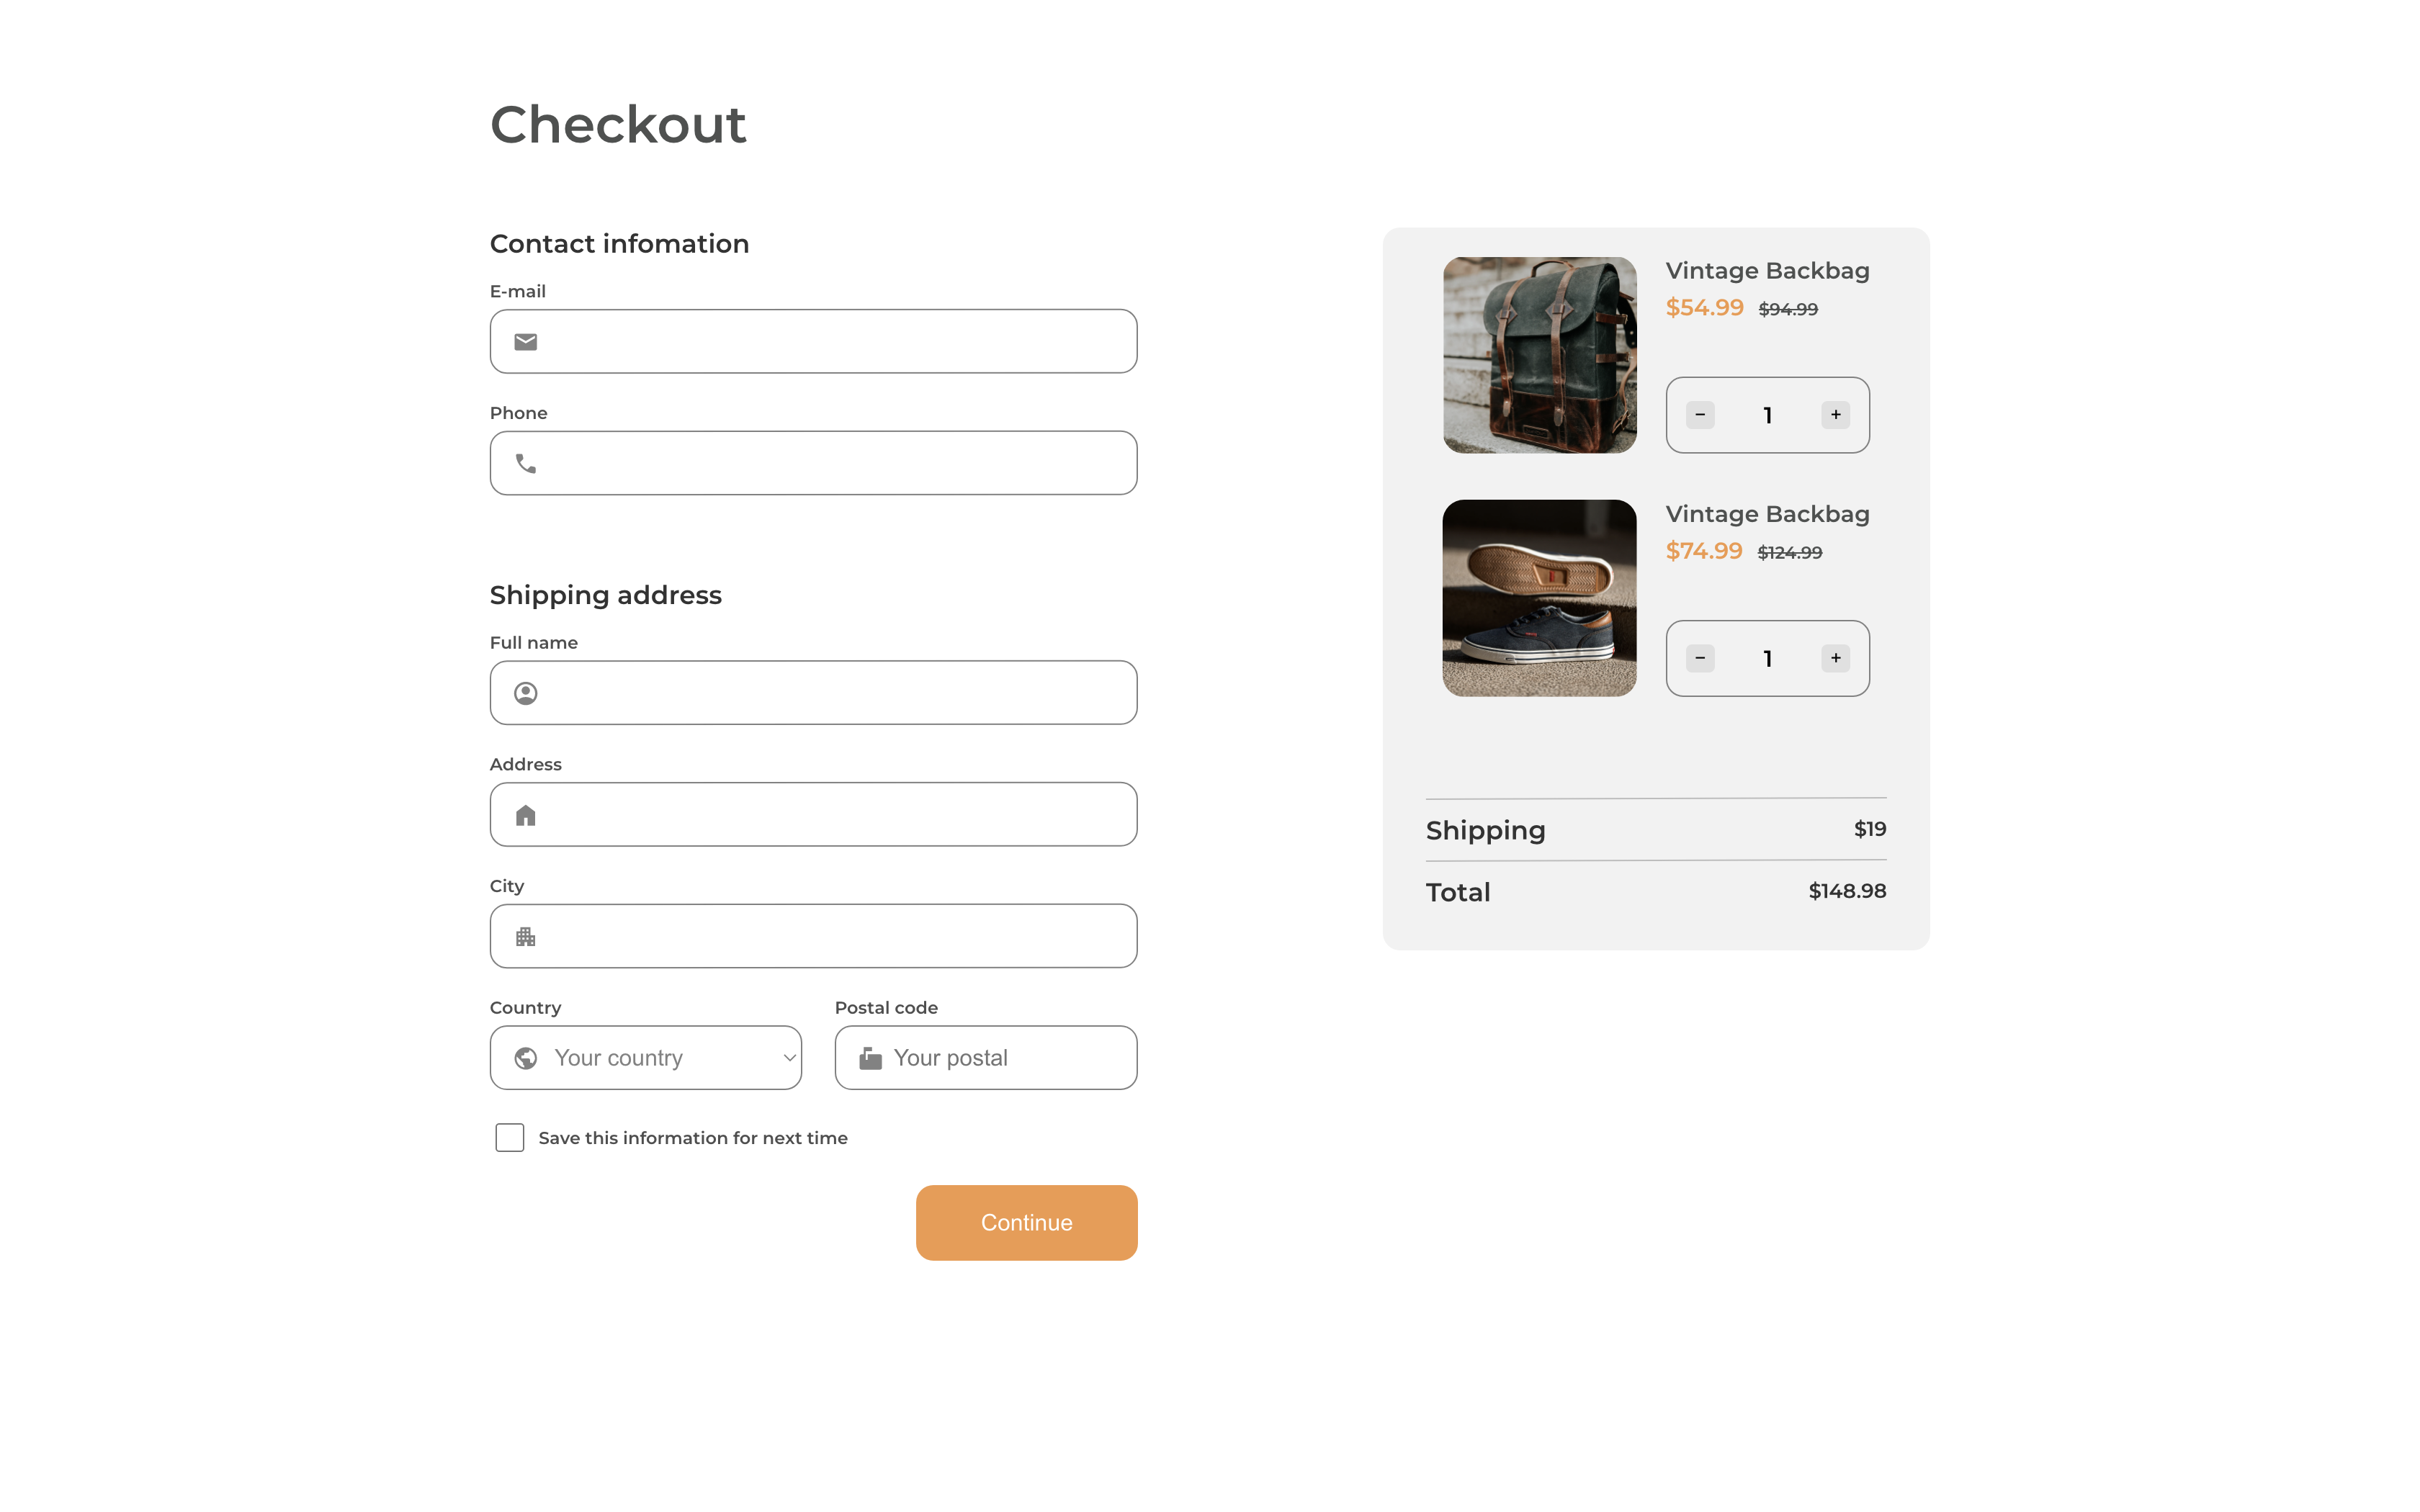 Checkout
Contact infomation
E-mail
Phone
Shipping address
Full name
Address
City
Country
Postal code
Your country
Your postal
Save this information for next time
Continue
Vintage Backbag
$54.99 $94.99
− 1 +
Vintage Backbag
$74.99 $124.99
− 1 +
Shipping $19
Total $148.98